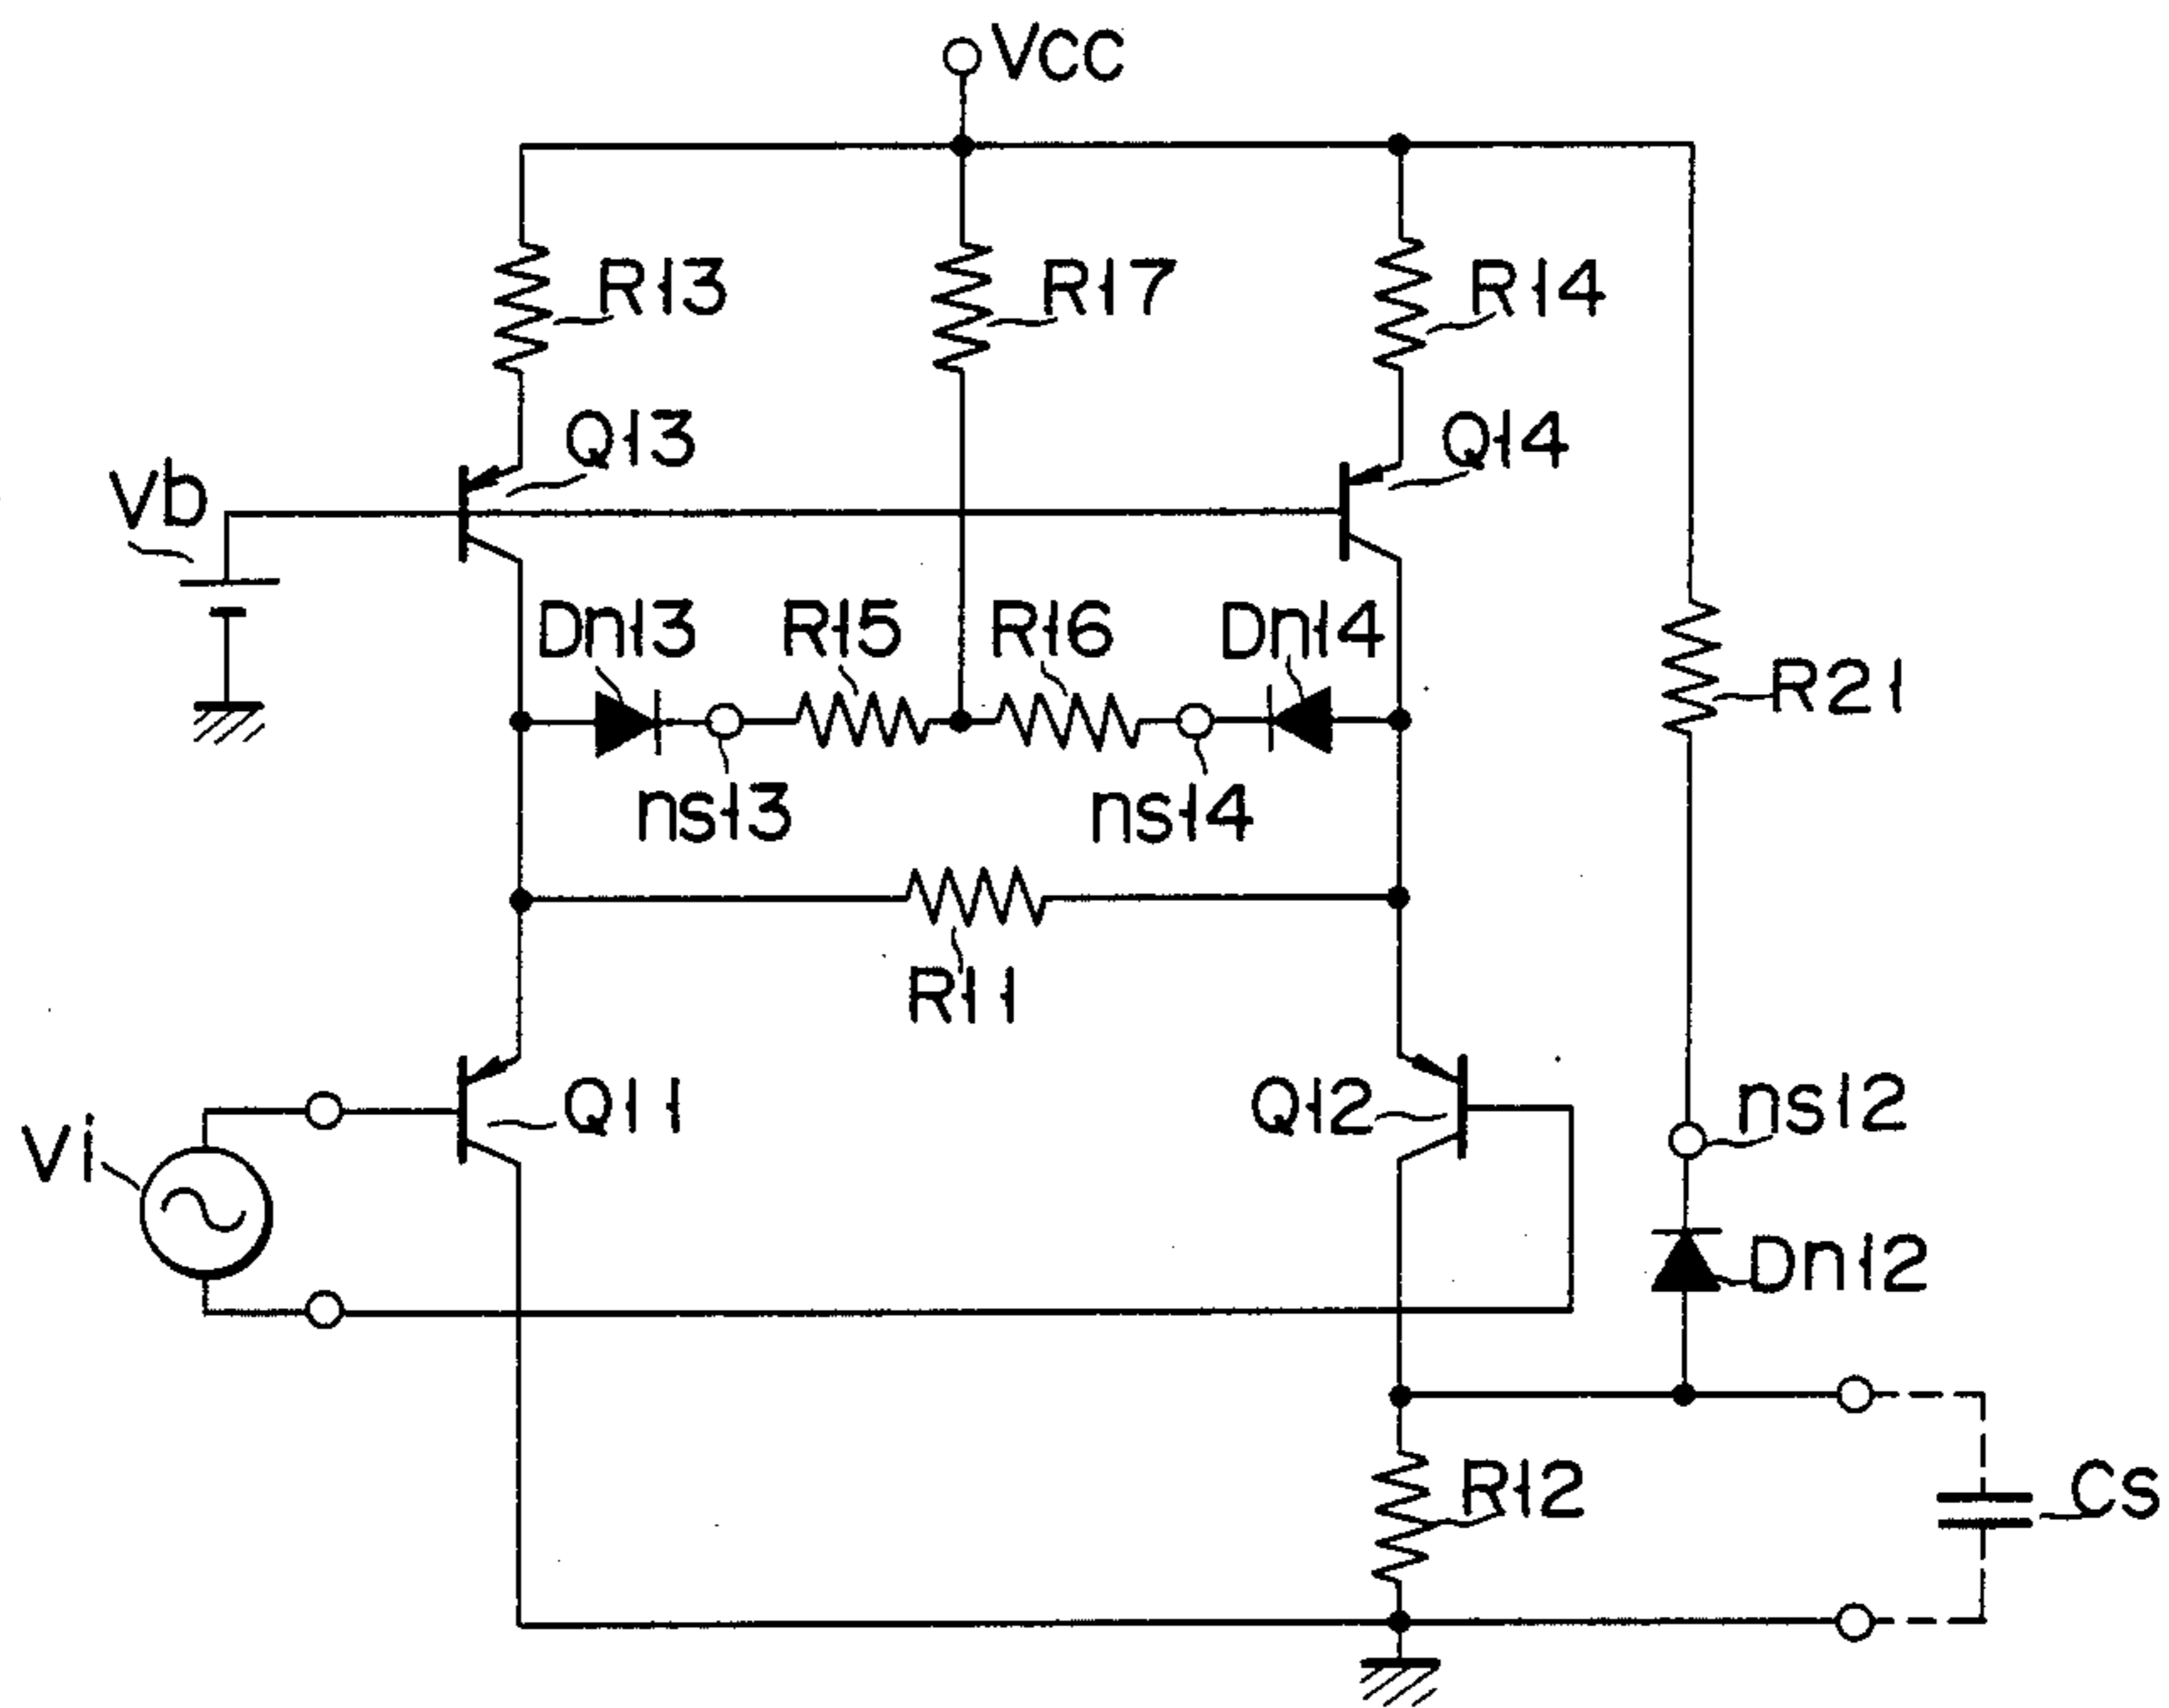 VCC
R13
R17
R14
Q13
Q14
Vb
Dn13
R15
R16
Dn14
R21
ns13
ns14
R11
Q11
Q12
ns12
Vi
Dn12
R12
Cs